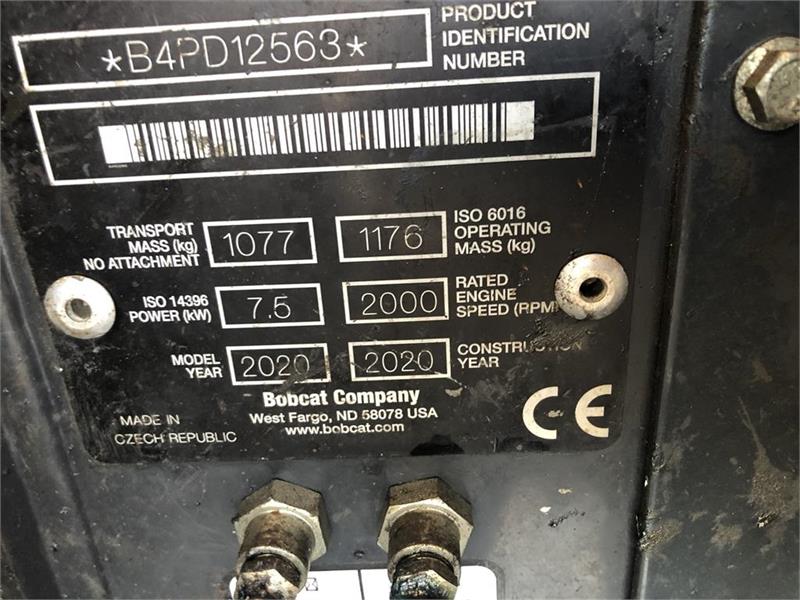 *B4PD12563*
PRODUCT
IDENTIFICATION
NUMBER
TRANSPORT
MASS (kg)
NO ATTACHMENT
1077
1176
ISO 6016
OPERATING
MASS (kg)
ISO 14396
POWER (kW)
7.5
2000
RATED
ENGINE
SPEED (RPM)
MODEL
YEAR
2020
2020
CONSTRUCTION
YEAR
Bobcat Company
West Fargo, ND 58078 USA
www.bobcat.com
MADE IN
CZECH REPUBLIC
CE